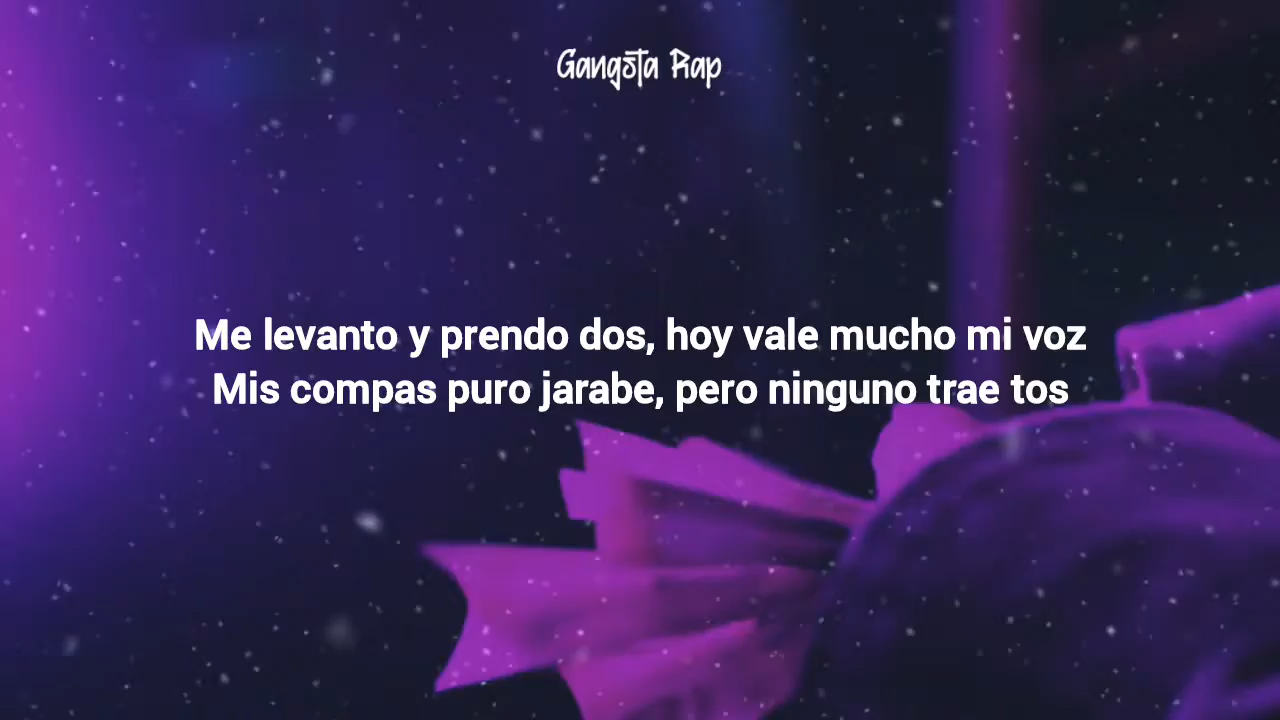 Gangsta Rap
Me levanto y prendo dos, hoy vale mucho mi voz
Mis compas puro jarabe, pero ninguno trae tos